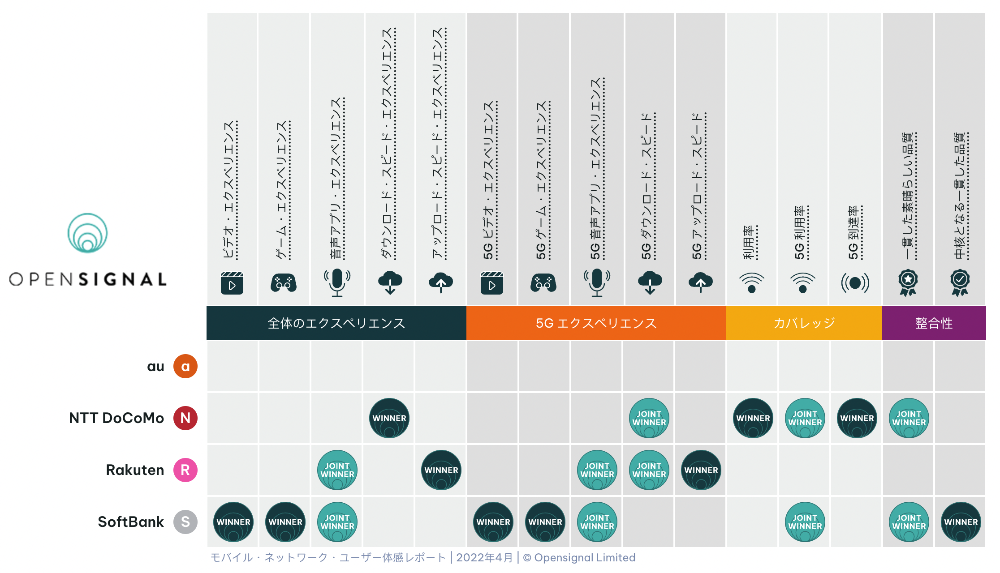 ビデオ・エクスペリエンス
ゲーム・エクスペリエンス
音声アプリ・エクスペリエンス
ダウンロード・スピード・エクスペリエンス
アップロード・スピード・エクスペリエンス
5G ビデオ・エクスペリエンス
5G ゲーム・エクスペリエンス
5G 音声アプリ・エクスペリエンス
5G ダウンロード・スピード
5G アップロード・スピード
利用率
5G 利用率
5G 到達率
一貫した素晴らしい品質
中核となる一貫した品質
OPENSIGNAL
全体のエクスペリエンス
5G エクスペリエンス
カバレッジ
整合性
au a
NTT DoCoMo N
WINNER
JOINT
WINNER
WINNER
JOINT
WINNER
WINNER
JOINT
WINNER
Rakuten R
JOINT
WINNER
WINNER
JOINT
WINNER
JOINT
WINNER
WINNER
SoftBank S
WINNER
WINNER
JOINT
WINNER
WINNER
WINNER
JOINT
WINNER
JOINT
WINNER
JOINT
WINNER
WINNER
モバイル・ネットワーク・ユーザー体感レポート | 2022年4月 | © Opensignal Limited